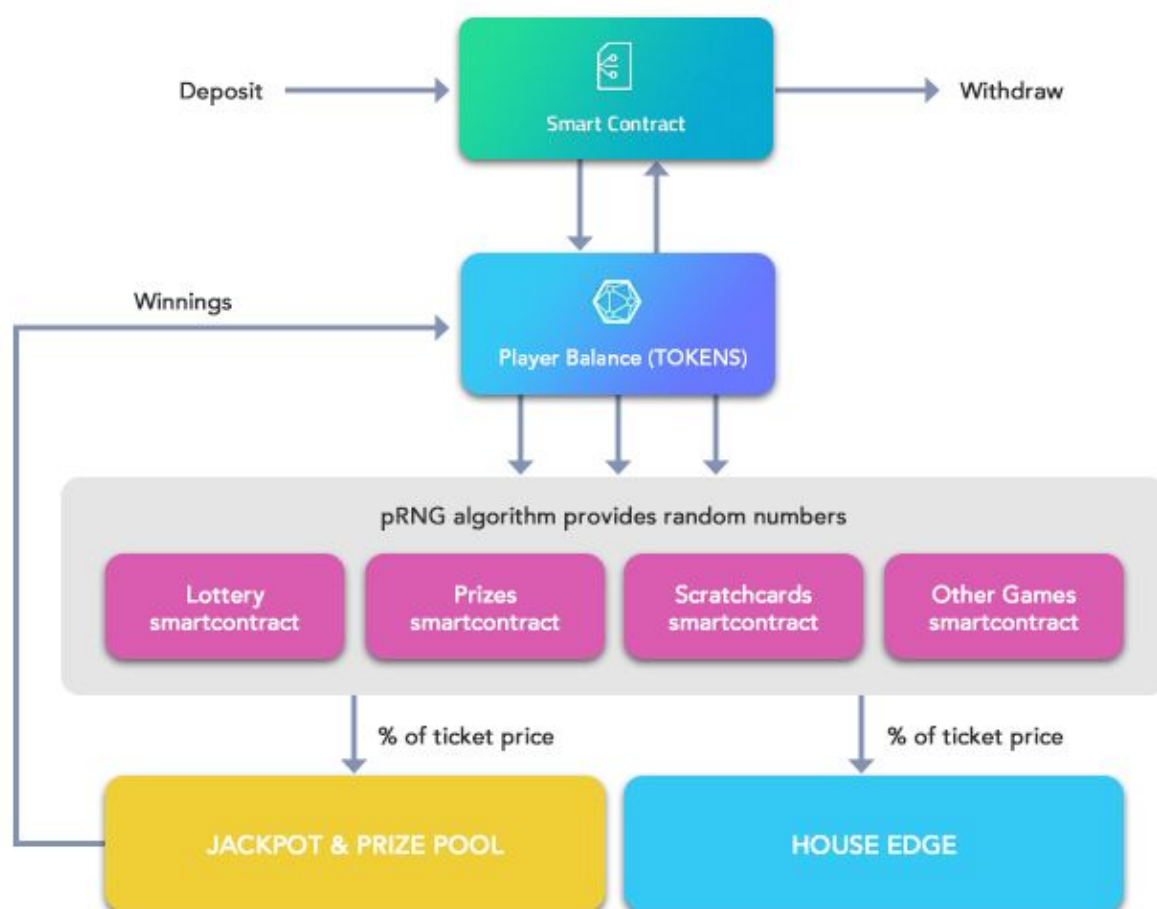 Deposit
Smart Contract
Withdraw
Winnings
Player Balance (TOKENS)
pRNG algorithm provides random numbers
Lottery
smartcontract
Prizes
smartcontract
Scratchcards
smartcontract
Other Games
smartcontract
% of ticket price
% of ticket price
JACKPOT & PRIZE POOL
HOUSE EDGE